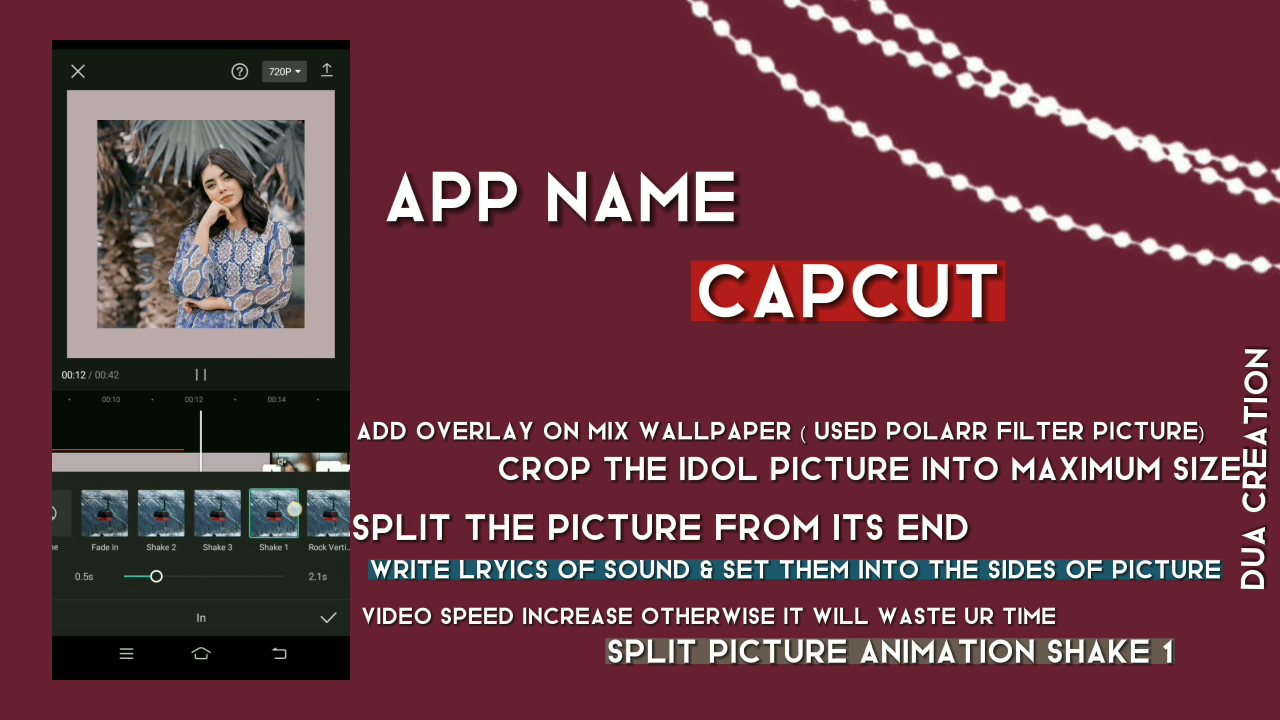 720P
00:12 / 00:42
00:10
00:12
00:14
Fade In
Shake 2
Shake 3
Shake 1
Rock Verti..
0.5s
2.1s
In
APP NAME
CAPCUT
ADD OVERLAY ON MIX WALLPAPER ( USED POLARR FILTER PICTURE)
CROP THE IDOL PICTURE INTO MAXIMUM SIZE
SPLIT THE PICTURE FROM ITS END
WRITE LRYICS OF SOUND & SET THEM INTO THE SIDES OF PICTURE
VIDEO SPEED INCREASE OTHERWISE IT WILL WASTE UR TIME
SPLIT PICTURE ANIMATION SHAKE 1
DUA CREATION